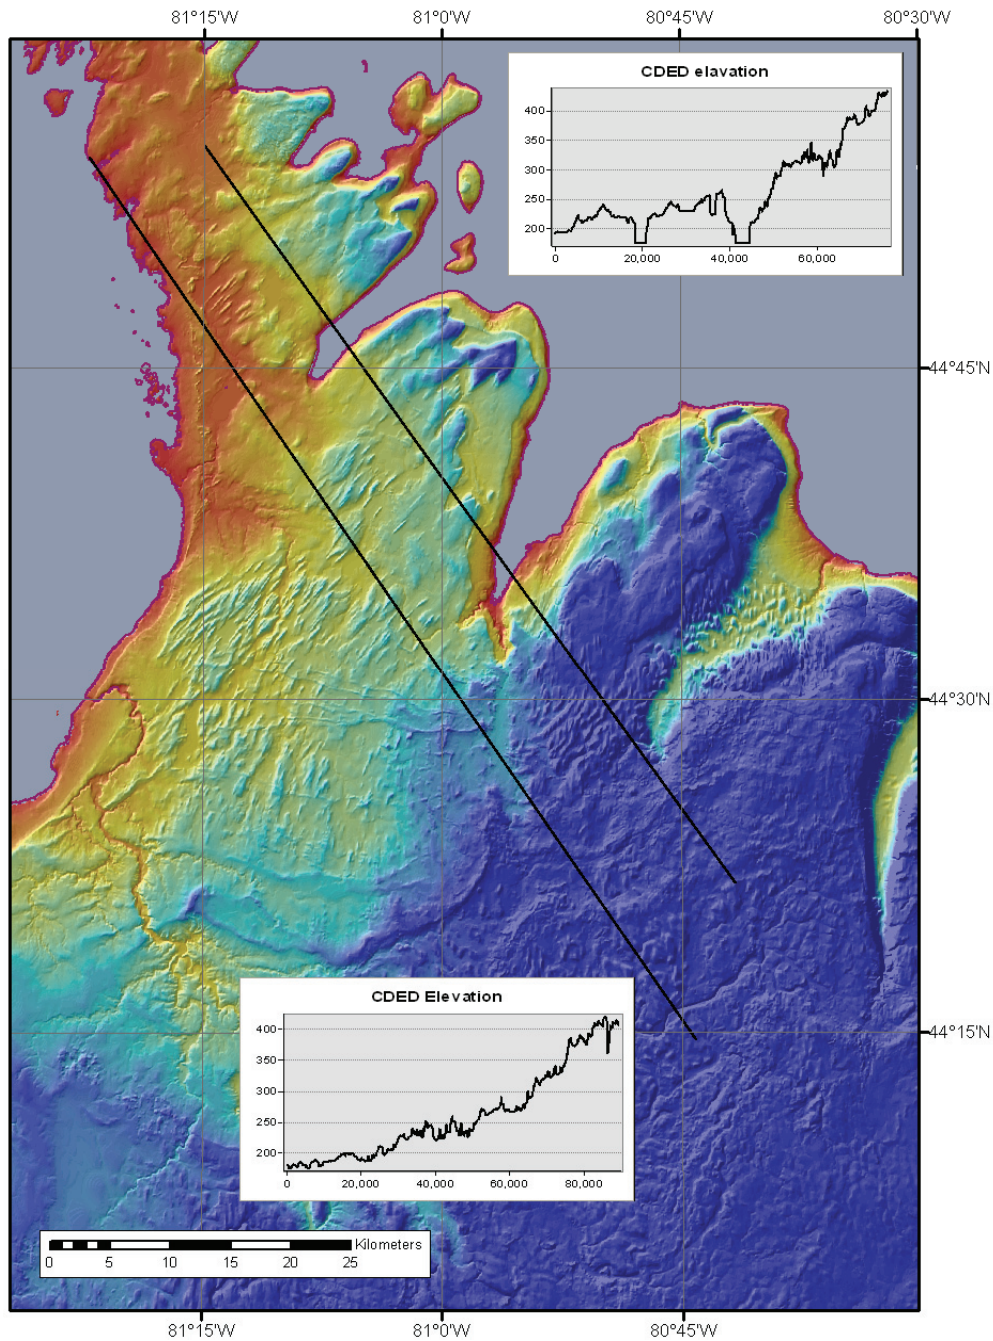 81°15'W 81°0'W 80°45'W 80°30'W
CDED elavation
400
350
300
250
200
0 20,000 40,000 60,000
44°45'N
44°30'N
CDED Elevation
400
350
300
250
200
0 20,000 40,000 60,000 80,000
44°15'N
Kilometers
0 5 10 15 20 25
81°15'W 81°0'W 80°45'W